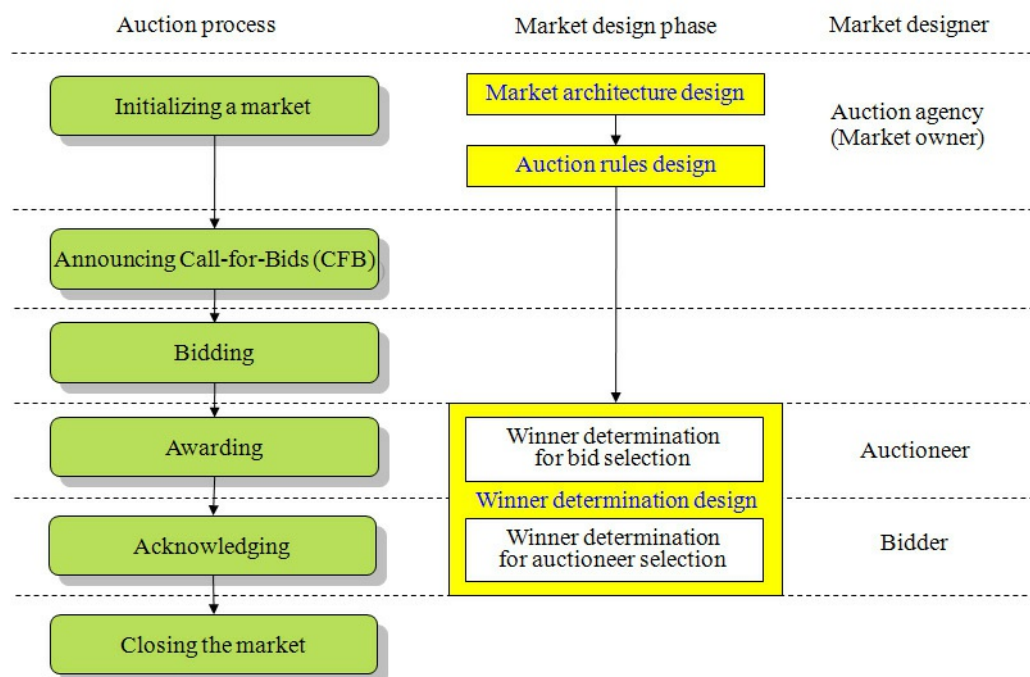 Auction process
Market design phase
Market designer
Initializing a market
Market architecture design
Auction rules design
Auction agency
(Market owner)
Announcing Call-for-Bids (CFB)
Bidding
Awarding
Winner determination
for bid selection
Auctioneer
Winner determination design
Acknowledging
Winner determination
for auctioneer selection
Bidder
Closing the market